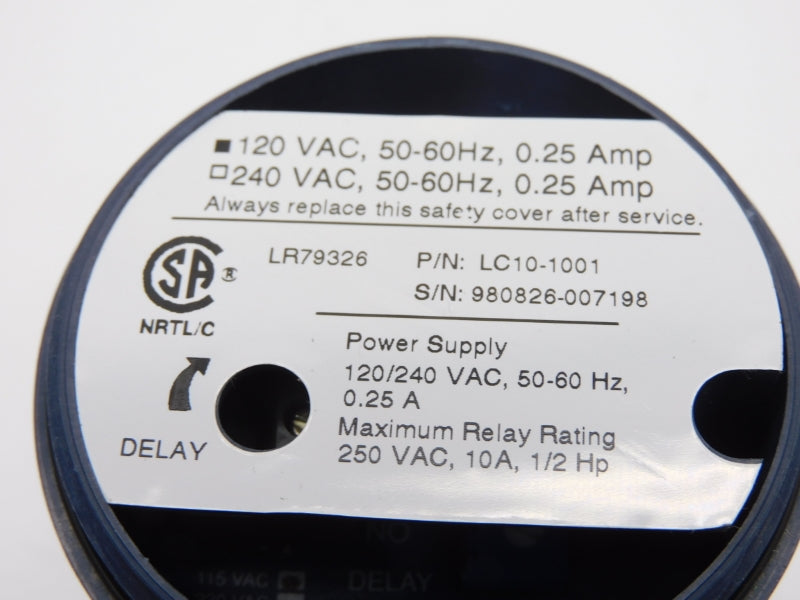 ■ 120 VAC, 50-60Hz, 0.25 Amp
□ 240 VAC, 50-60Hz, 0.25 Amp
Always replace this safety cover after service.
SA ®
NRTL/C
LR79326
P/N: LC10-1001
S/N: 980826-007198
Power Supply
120/240 VAC, 50-60 Hz,
0.25 A
Maximum Relay Rating
250 VAC, 10A, 1/2 Hp
DELAY
NO
DELAY
115 VAC